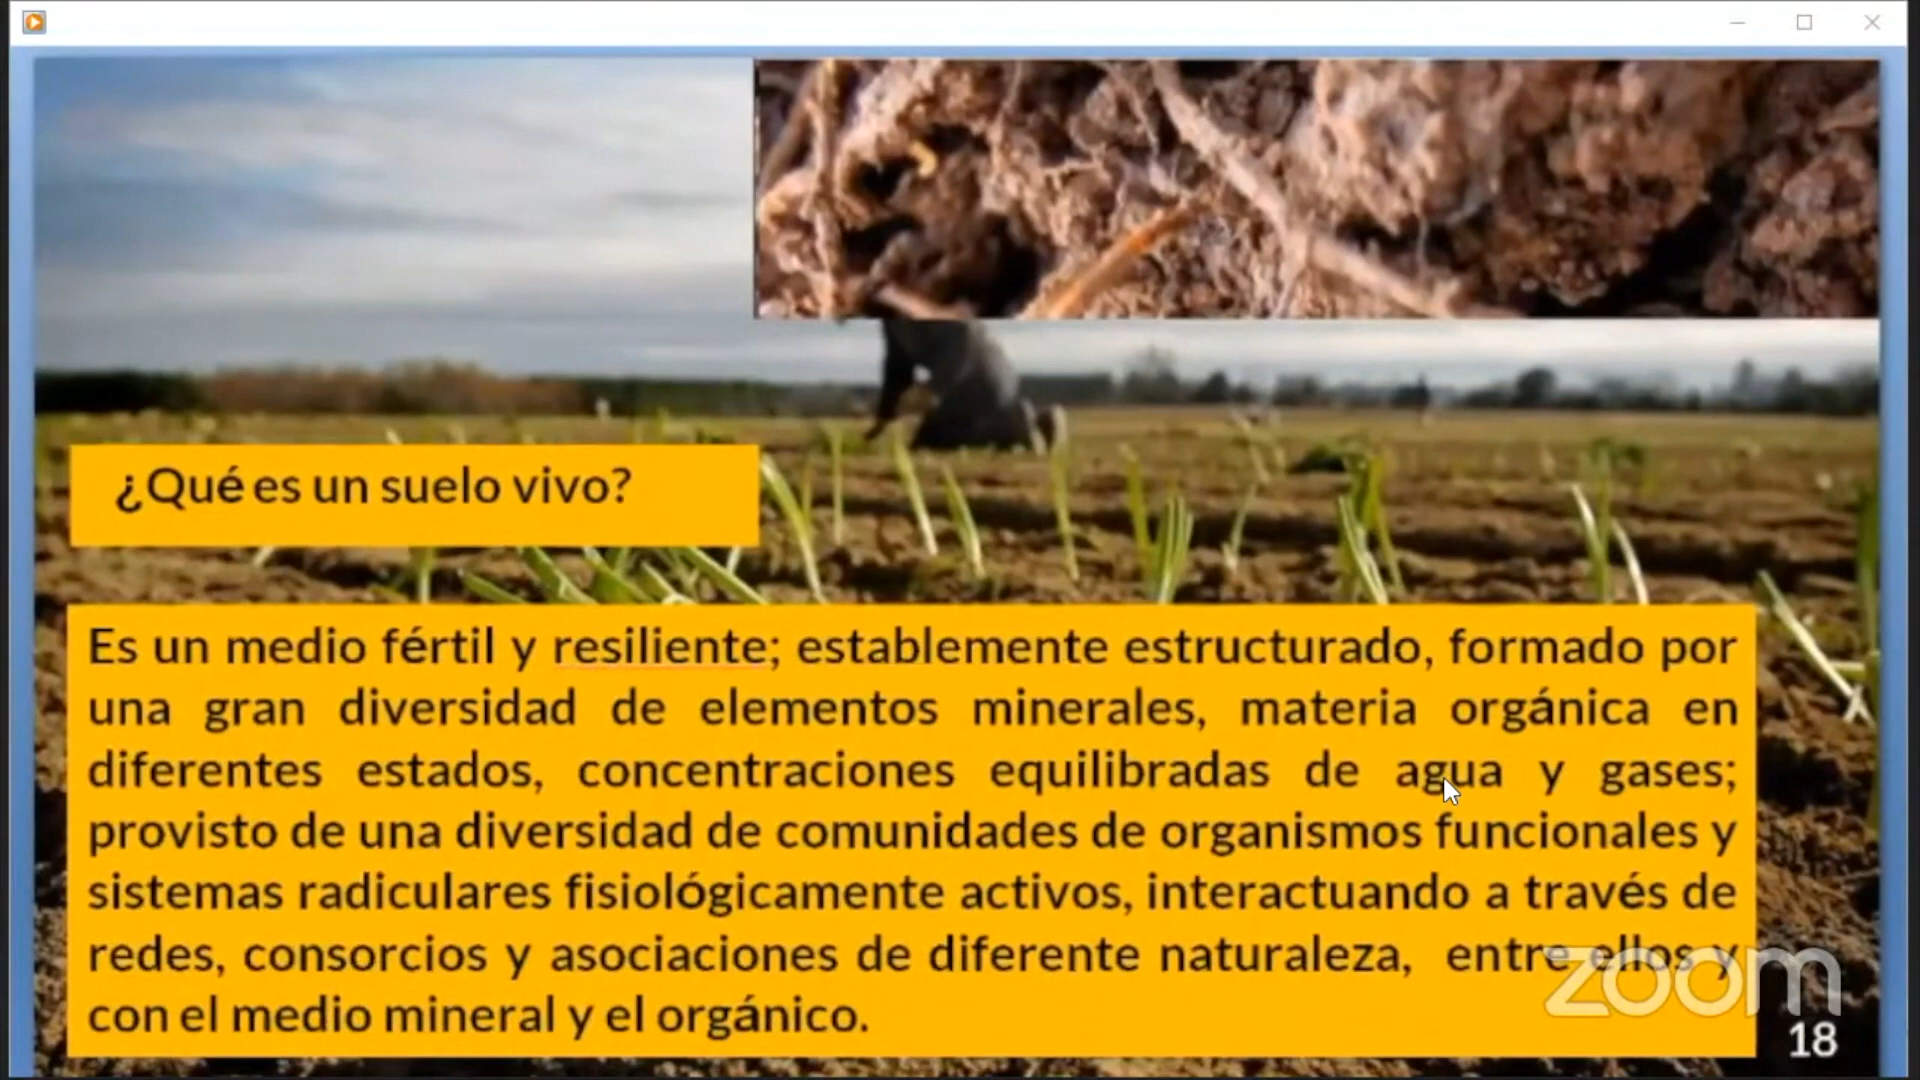 ¿Qué es un suelo vivo?
Es un medio fértil y resiliente; establemente estructurado, formado por
una gran diversidad de elementos minerales, materia orgánica en
diferentes estados, concentraciones equilibradas de agua y gases;
provisto de una diversidad de comunidades de organismos funcionales y
sistemas radiculares fisiológicamente activos, interactuando a través de
redes, consorcios y asociaciones de diferente naturaleza, entre ellos y
con el medio mineral y el orgánico.
zoom
18